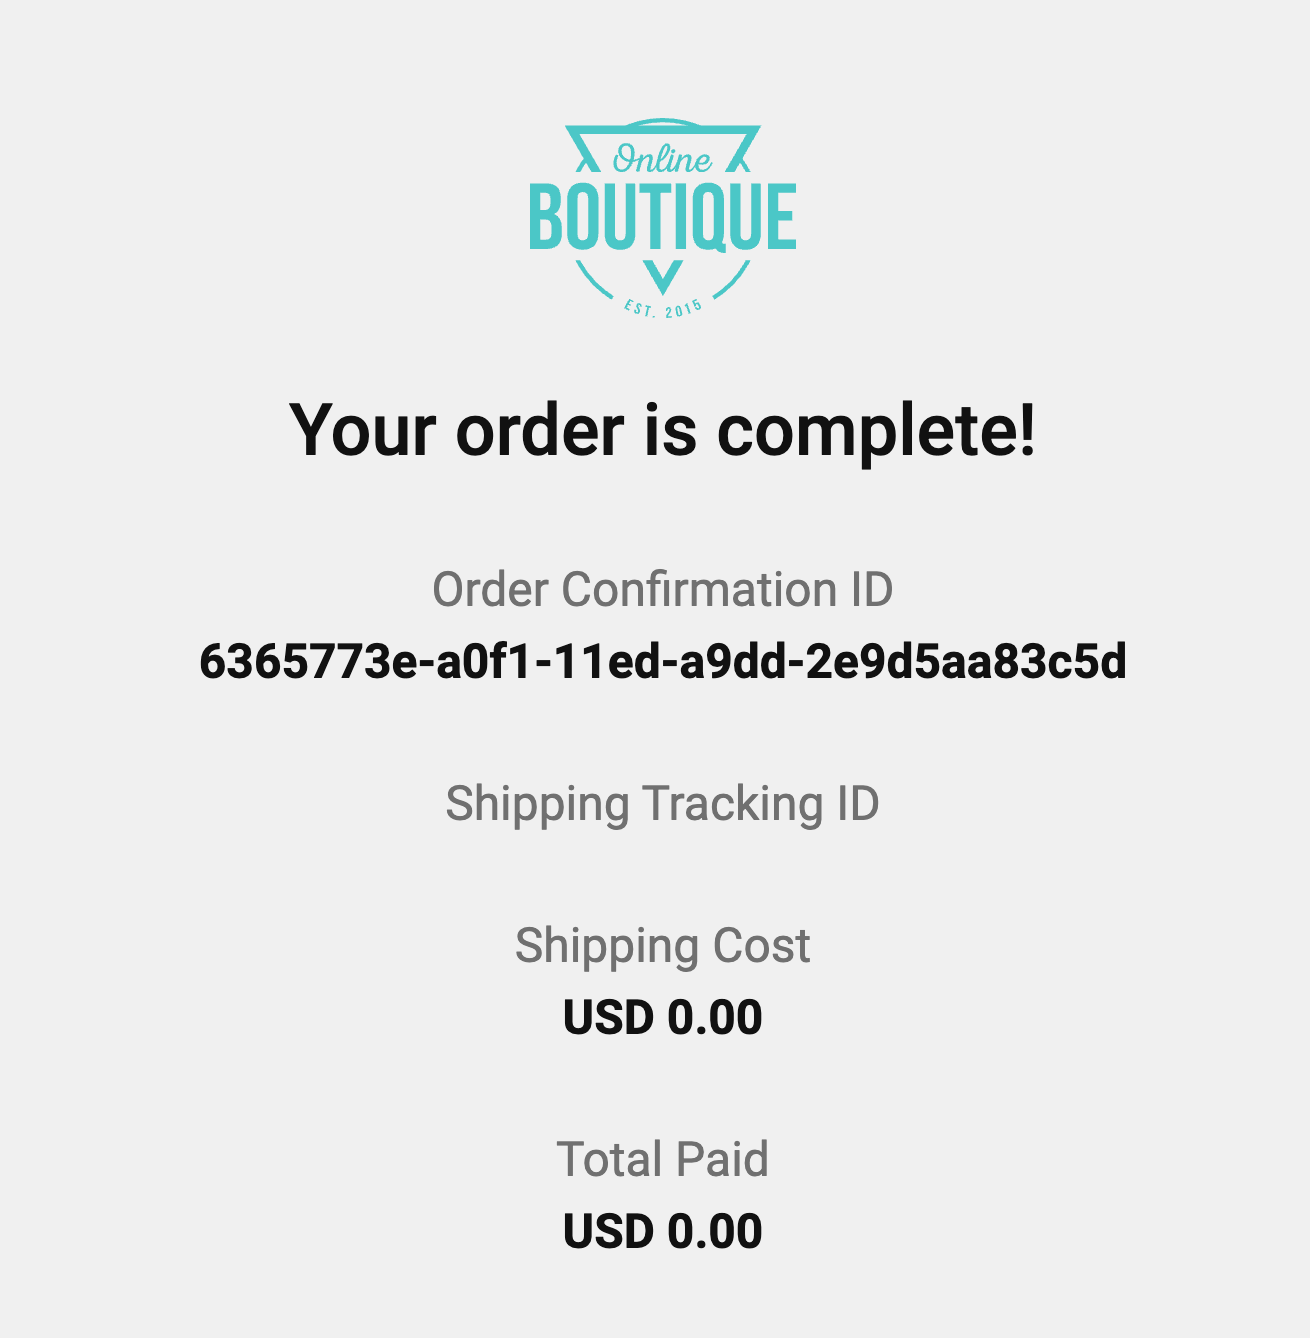 Online
BOUTIQUE
EST. 2015
Your order is complete!
Order Confirmation ID
6365773e-a0f1-11ed-a9dd-2e9d5aa83c5d
Shipping Tracking ID
Shipping Cost
USD 0.00
Total Paid
USD 0.00